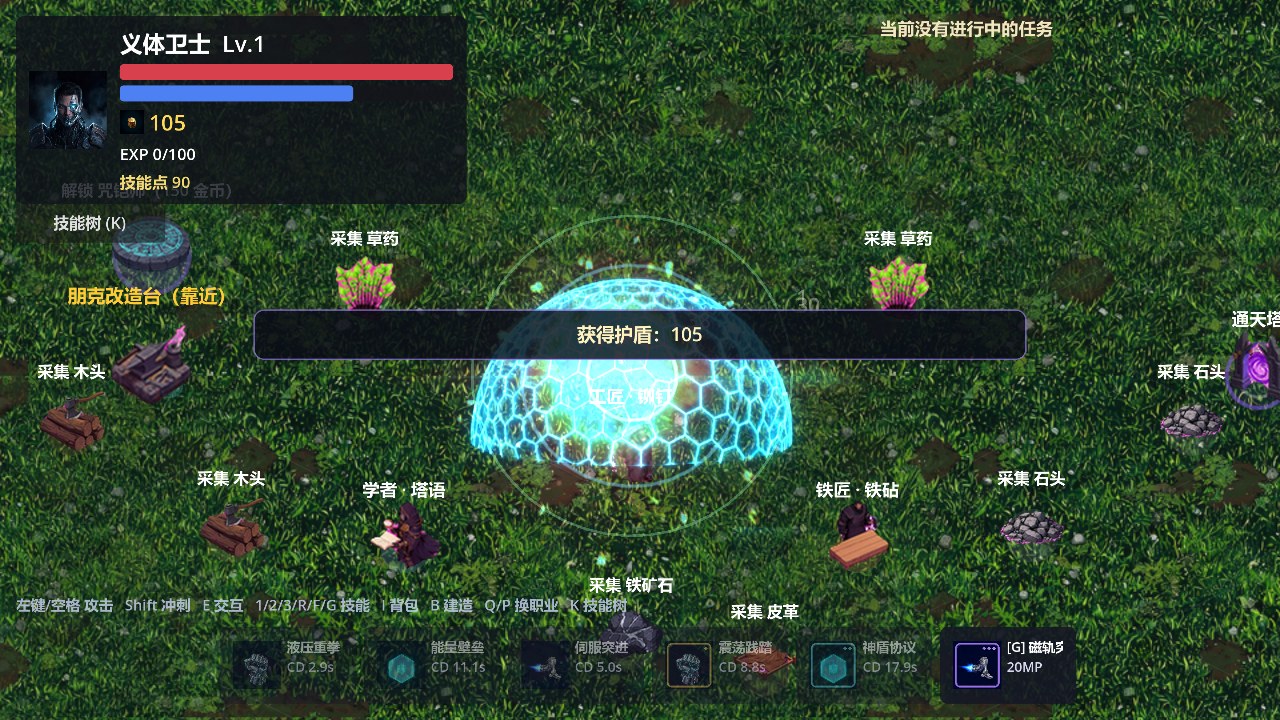 义体卫士 Lv.1
105
EXP 0/100
技能点 90
技能树 (K)
当前没有进行中的任务
采集 草药
采集 草药
朋克改造台（靠近）
获得护盾：105
通天塔
采集 木头
采集 石头
采集 木头
学者 · 塔语
铁匠 · 铁砧
采集 石头
采集 铁矿石
采集 皮革
左键/空格 攻击 Shift 冲刺 E 交互 1/2/3/R/F/G 技能 I 背包 B 建造 Q/P 换职业 K 技能树
液压重拳
CD 2.9s
能量壁垒
CD 11.1s
伺服突进
CD 5.0s
震荡践踏
CD 8.8s
神盾协议
CD 17.9s
[G] 磁轨
20MP